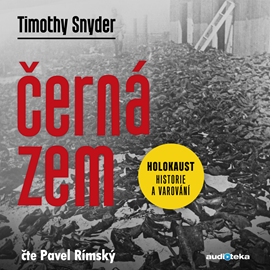 Timothy Snyder
černá
zem
HOLOKAUST
HISTORIE
A VAROVÁNÍ
čte Pavel Rímský
audioteka